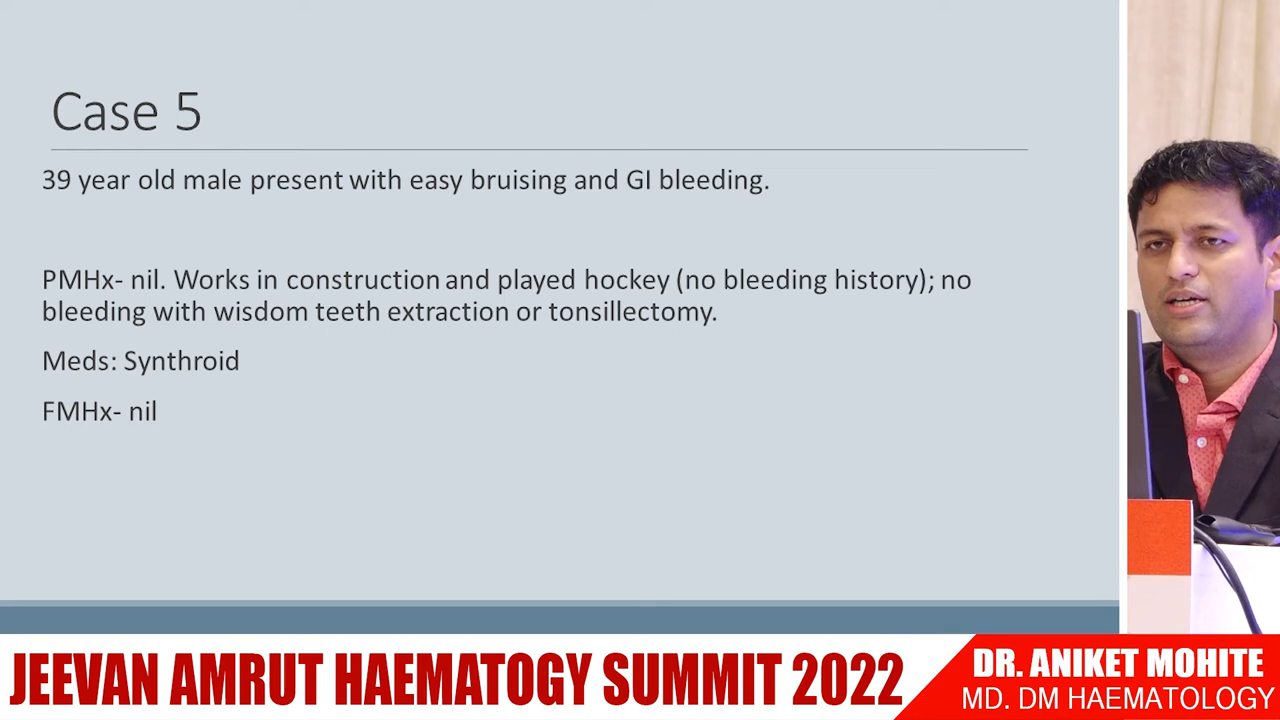 Case 5
39 year old male present with easy bruising and GI bleeding.
PMHx- nil. Works in construction and played hockey (no bleeding history); no
bleeding with wisdom teeth extraction or tonsillectomy.
Meds: Synthroid
FMHx- nil
JEEVAN AMRUT HAEMATOGY SUMMIT 2022
DR. ANIKET MOHITE
MD. DM HAEMATOLOGY